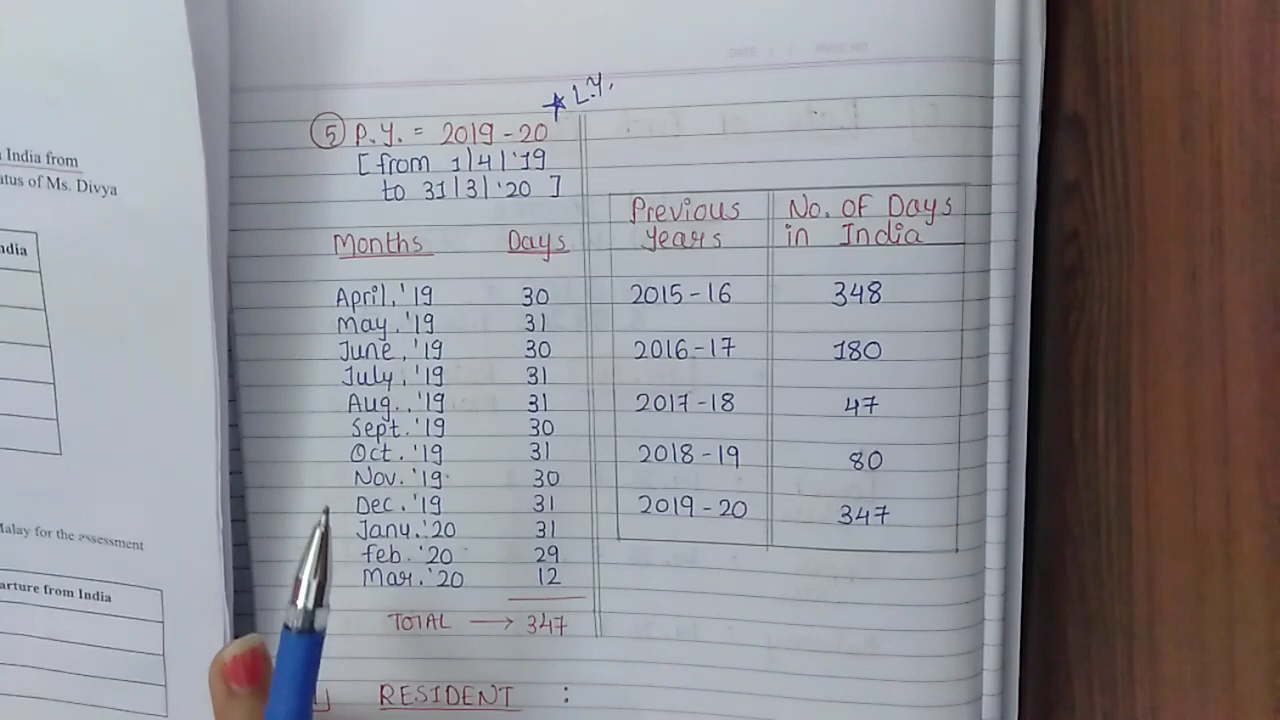 n India from
atus of Ms. Divya
ndia
Malay for the assessment
arture from India
DATE PAGE NO
★ L.Y.
⑤ P.Y. = 2019-20
[ from 1/4/'19
to 31/3/'20 ]
Months Days
April,'19 30
May.'19 31
June,'19 30
July,'19 31
Aug.,'19 31
Sept.'19 30
Oct.'19 31
Nov.'19 30
Dec.'19 31
Janu.'20 31
feb.'20 29
Mar.'20 12
TOTAL → 347
Previous Years No. OF Days in India
2015-16 348
2016-17 180
2017-18 47
2018-19 80
2019-20 347
RESIDENT :